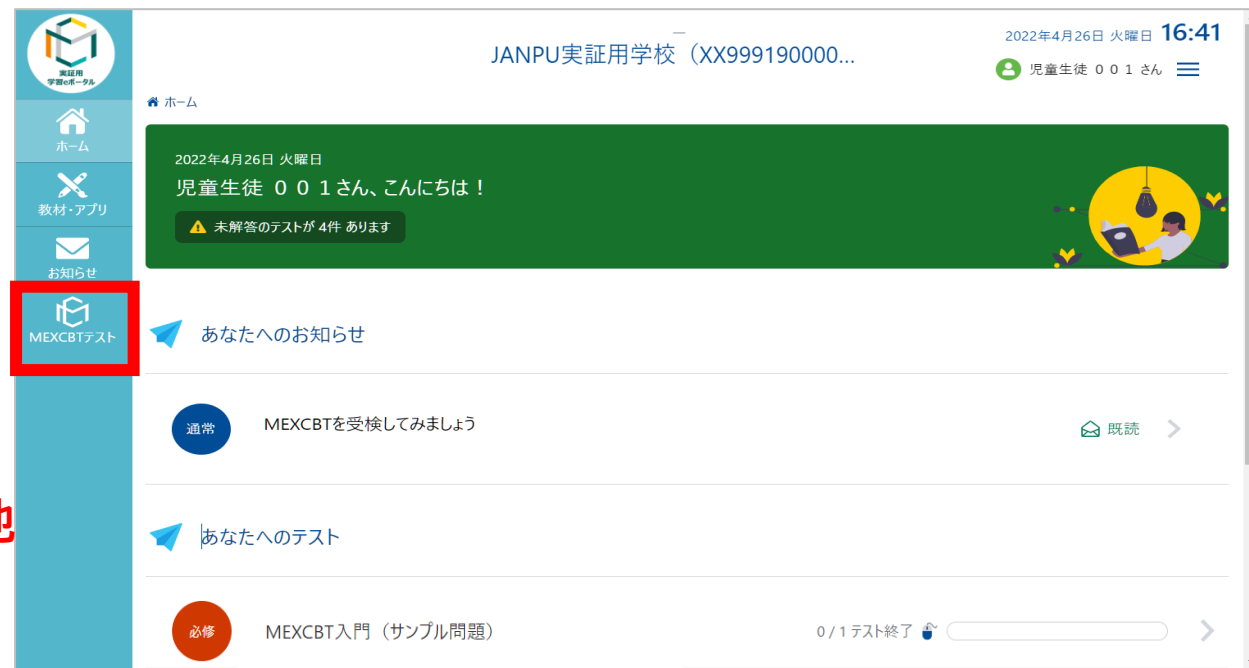 実証用
学習eポータル
ホーム
教材・アプリ
お知らせ
MEXCBTテスト
JANPU実証用学校（XX999190000...
2022年4月26日 火曜日 16:41
児童生徒 ００１ さん
ホーム
2022年4月26日 火曜日
児童生徒 ００１さん、こんにちは！
未解答のテストが 4件 あります
あなたへのお知らせ
通常 MEXCBTを受検してみましょう 既読
あなたへのテスト
必修 MEXCBT入門（サンプル問題） 0 / 1 テスト終了